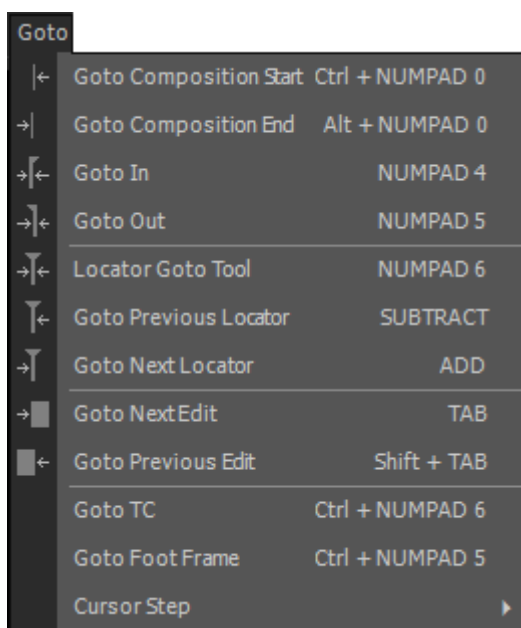 Goto
Goto Composition Start Ctrl + NUMPAD 0
Goto Composition End Alt + NUMPAD 0
Goto In NUMPAD 4
Goto Out NUMPAD 5
Locator Goto Tool NUMPAD 6
Goto Previous Locator SUBTRACT
Goto Next Locator ADD
Goto Next Edit TAB
Goto Previous Edit Shift + TAB
Goto TC Ctrl + NUMPAD 6
Goto Foot Frame Ctrl + NUMPAD 5
Cursor Step